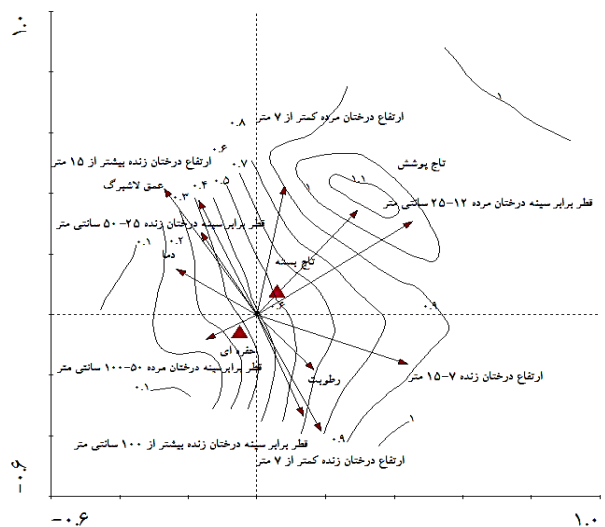 ۱.۰
ارتفاع درختان مرده کمتر از ۷ متر
۰.۸
۱
۰.۶
۰.۷
ارتفاع درختان زنده بیشتر از ۱۵ متر
تاج پوشش
عمق لاشبرگ
۰.۳
۰.۴
۰.۵
۱
۱.۱
قطر برابر سینه درختان مرده ۱۲-۲۵ سانتی متر
قطر برابر سینه درختان زنده ۲۵-۵۰ سانتی متر
۰.۱
۰.۲
دما
تاج بسته
۰.۶
۰.۹
حفره ای
قطر برابرسینه درختان مرده ۵۰-۱۰۰ سانتی متر
رطوبت
ارتفاع درختان زنده ۷-۱۵ متر
۰.۱
۱
قطر برابر سینه درختان زنده بیشتر از ۱۰۰ سانتی متر
۰.۹
ارتفاع درختان زنده کمتر از ۷ متر
-۰.۶
-۰.۶
۱.۰